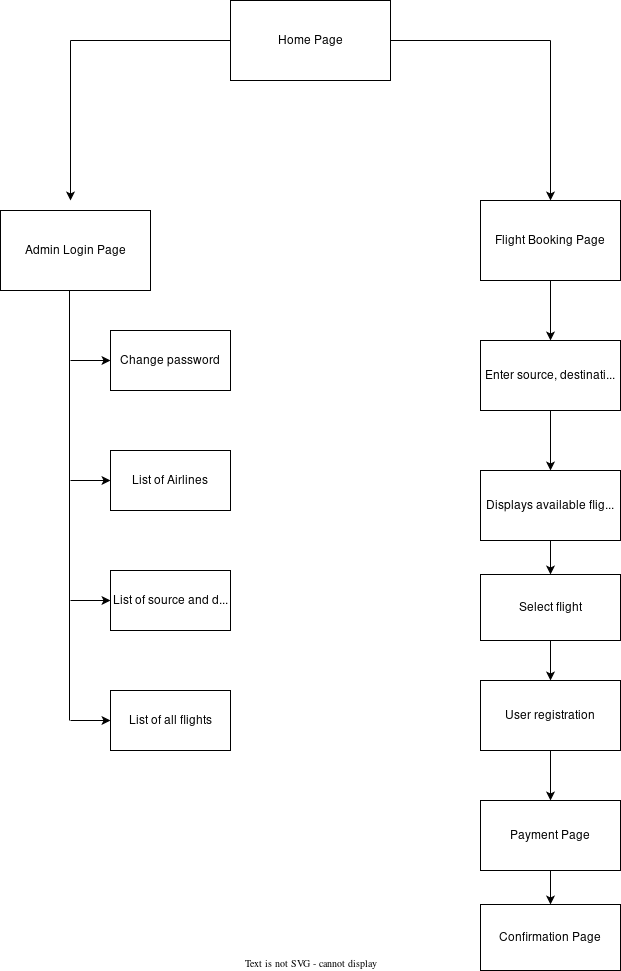 Home Page
Admin Login Page
Change password
List of Airlines
List of source and d...
List of all flights
Flight Booking Page
Enter source, destinati...
Displays available flig...
Select flight
User registration
Payment Page
Confirmation Page
Text is not SVG - cannot display